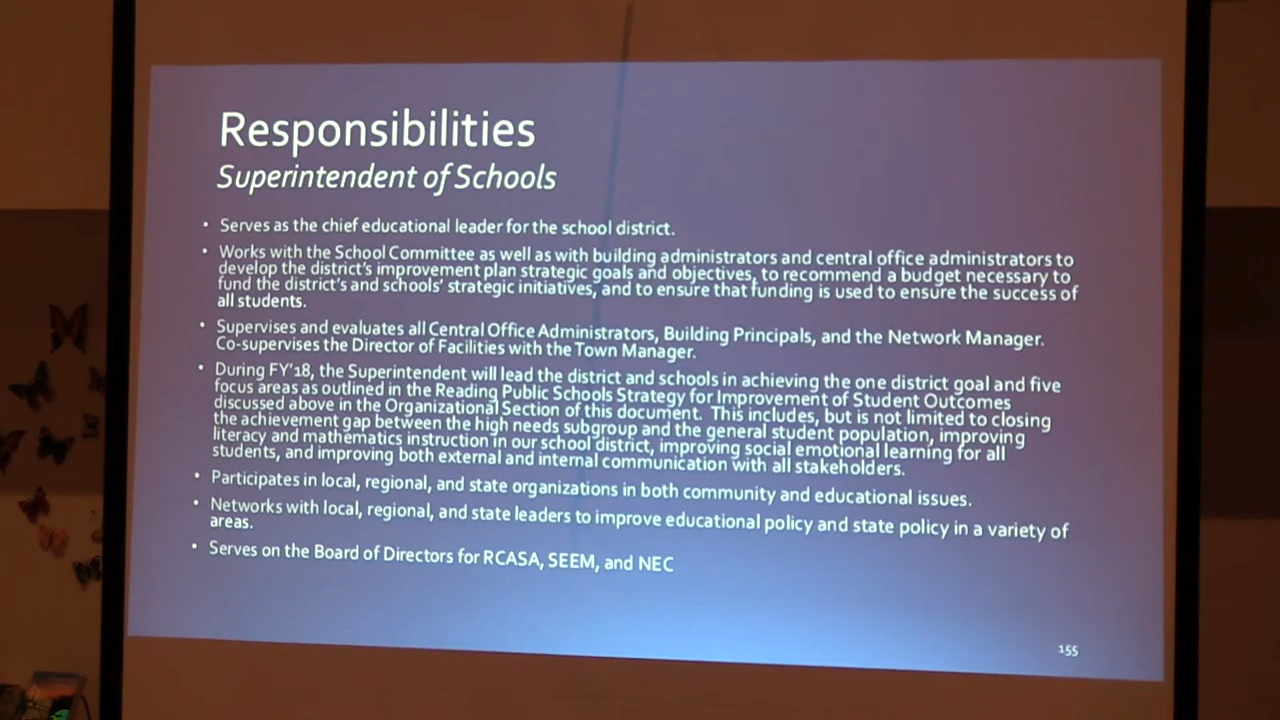 Responsibilities
Superintendent of Schools
• Serves as the chief educational leader for the school district.
• Works with the School Committee as well as with building administrators and central office administrators to
develop the district's improvement plan strategic goals and objectives, to recommend a budget necessary to
fund the district's and schools' strategic initiatives, and to ensure that funding is used to ensure the success of
all students.
• Supervises and evaluates all Central Office Administrators, Building Principals, and the Network Manager.
Co-supervises the Director of Facilities with the Town Manager.
• During FY'18, the Superintendent will lead the district and schools in achieving the one district goal and five
focus areas as outlined in the Reading Public Schools Strategy for Improvement of Student Outcomes
discussed above in the Organizational Section of this document. This includes, but is not limited to closing
the achievement gap between the high needs subgroup and the general student population, improving
literacy and mathematics instruction in our school district, improving social emotional learning for all
students, and improving both external and internal communication with all stakeholders.
• Participates in local, regional, and state organizations in both community and educational issues.
• Networks with local, regional, and state leaders to improve educational policy and state policy in a variety of
areas.
• Serves on the Board of Directors for RCASA, SEEM, and NEC
155